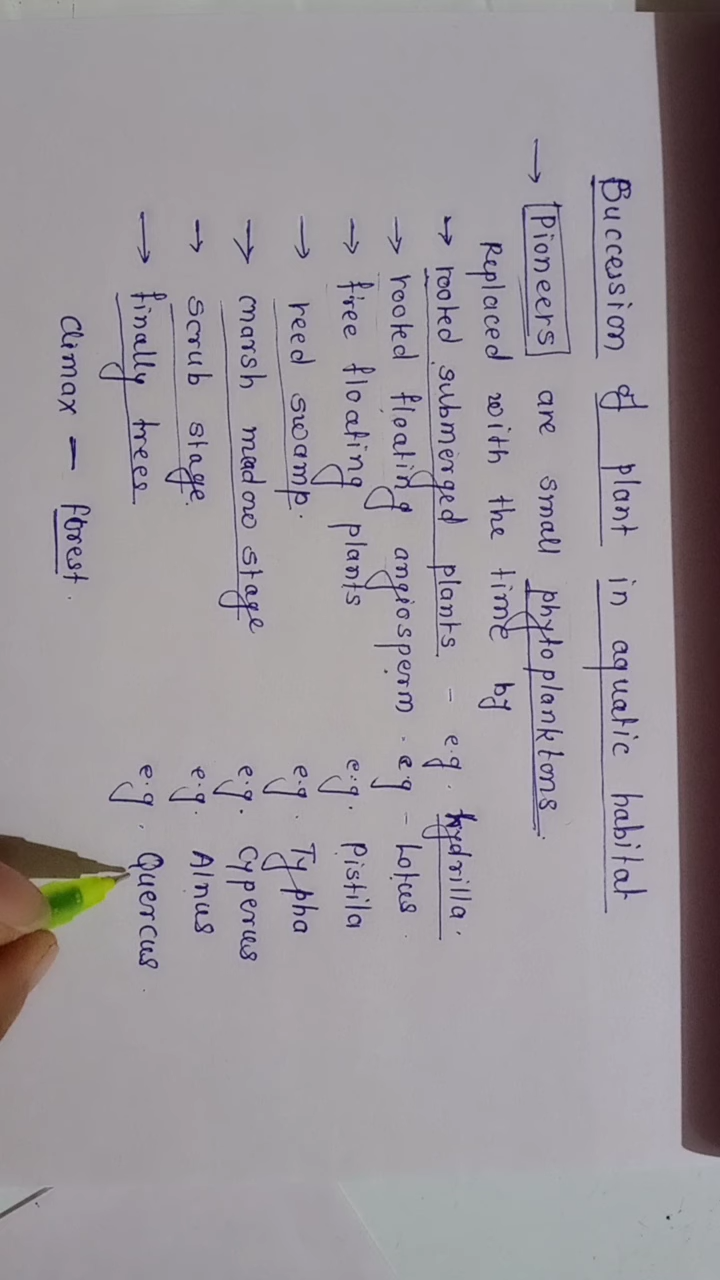 Succession of plant in aquatic habitat
→ Pioneers are small phytoplanktons.
Replaced with the time by
→ rooted submerged plants - e.g. hydrilla.
→ rooted floating angiosperm. e.g - Lotus.
→ free floating plants e.g. Pistila
→ reed swamp. e.g. Typha
→ marsh madow stage e.g. Cyperus
→ scrub stage. e.g. Alnus
→ finally trees e.g. Quercus.
Climax - forest.